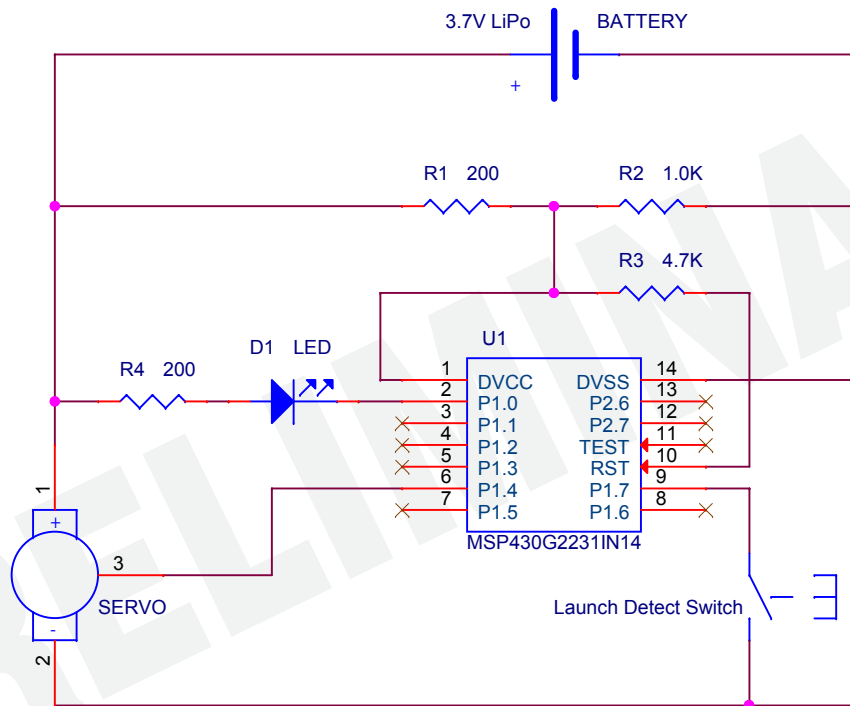 3.7V LiPo BATTERY
+
R1 200 R2 1.0K
R3 4.7K
U1
D1 LED
R4 200
1 DVCC DVSS 14
2 P1.0 P2.6 13
3 P1.1 P2.7 12
4 P1.2 TEST 11
5 P1.3 RST 10
6 P1.4 P1.7 9
7 P1.5 P1.6 8
MSP430G2231IN14
1
+
3
SERVO
-
2
Launch Detect Switch
RELIMINA